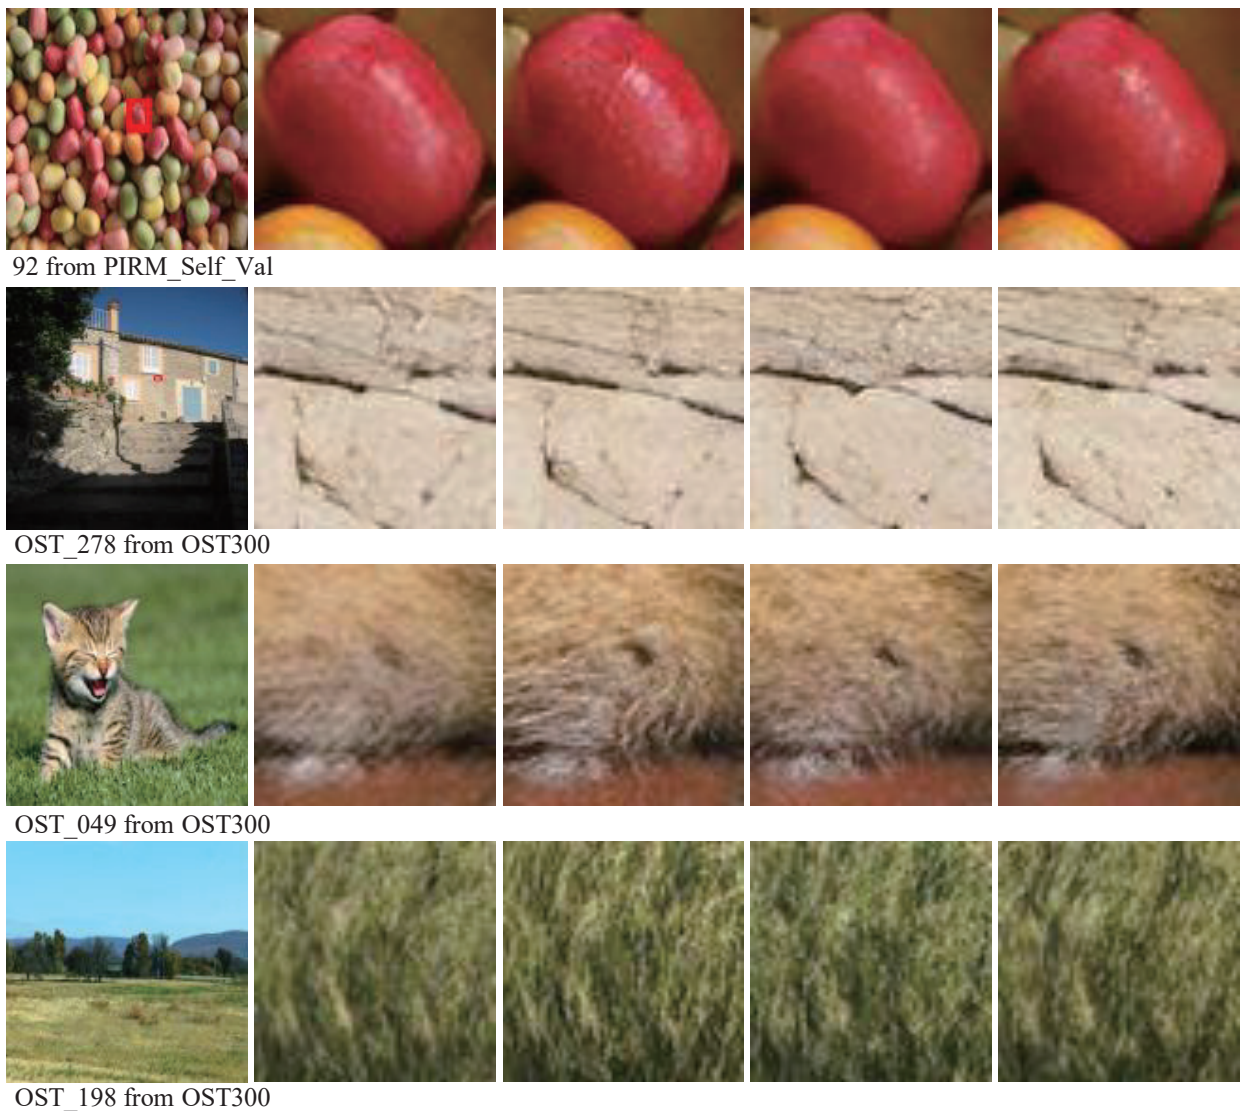 92 from PIRM_Self_Val
OST_278 from OST300
OST_049 from OST300
OST_198 from OST300